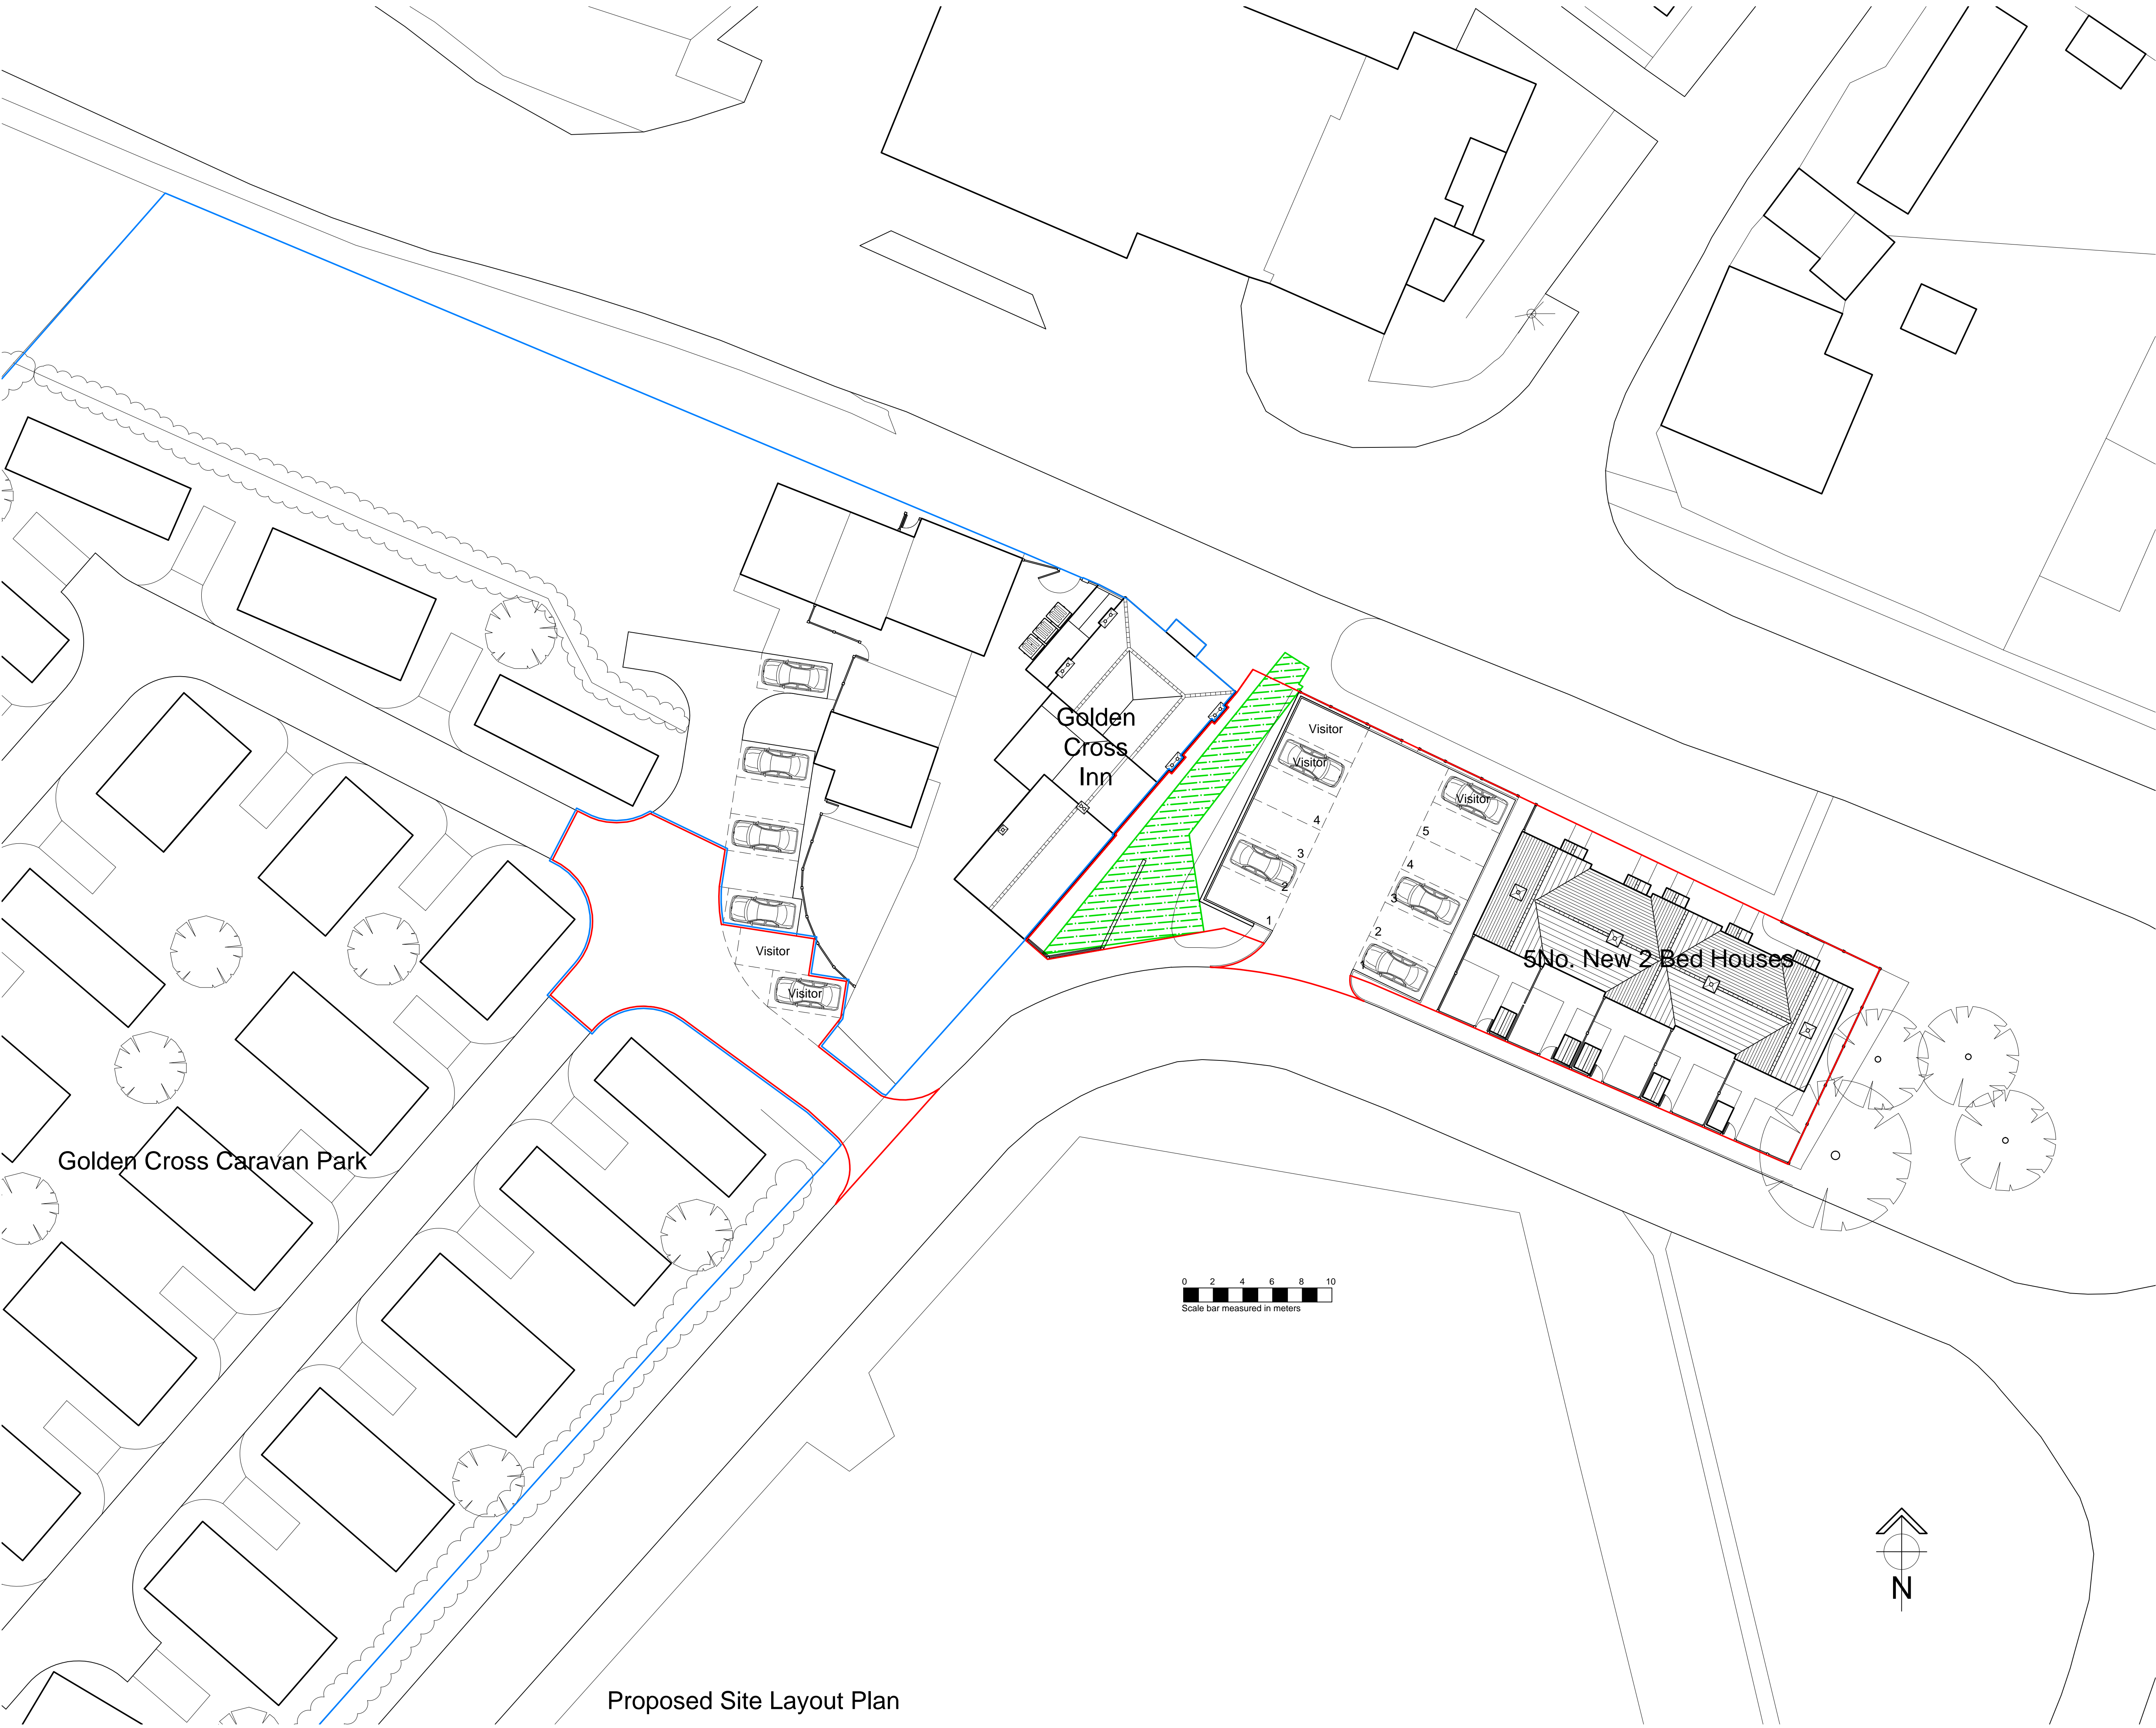 Golden
Cross
Inn
Visitor
Visitor
Visitor
4
3
2
1
5
4
3
2
1
5No. New 2 Bed Houses
Visitor
Visitor
Golden Cross Caravan Park
0 2 4 6 8 10
Scale bar measured in meters
N
Proposed Site Layout Plan